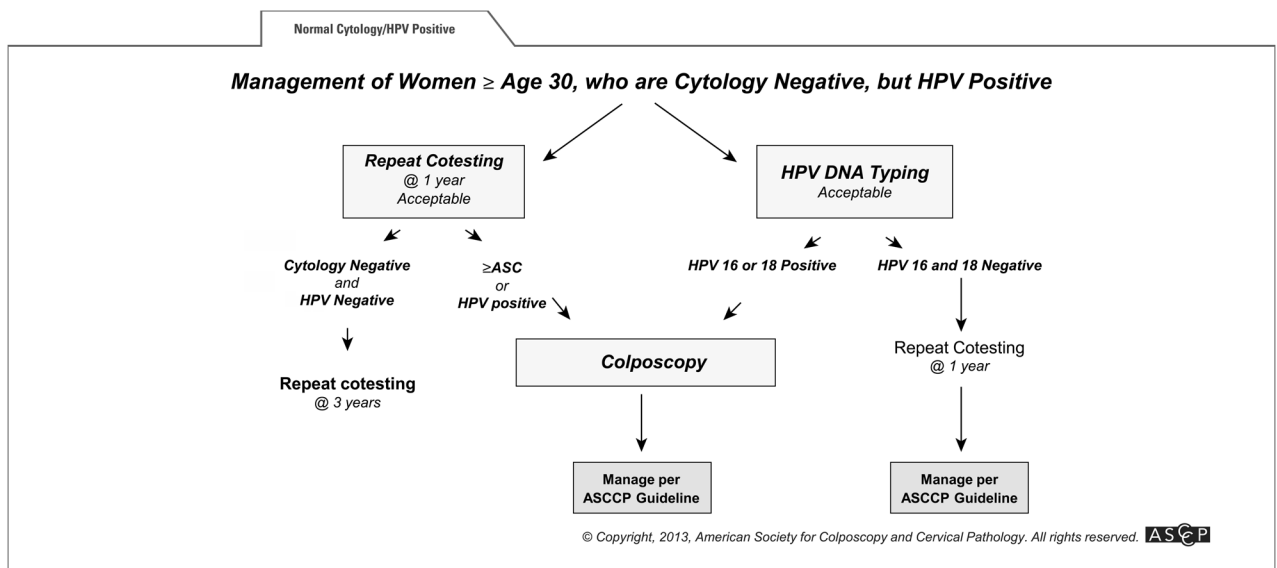 Normal Cytology/HPV Positive
Management of Women ≥ Age 30, who are Cytology Negative, but HPV Positive
Repeat Cotesting
@ 1 year
Acceptable
HPV DNA Typing
Acceptable
Cytology Negative
and
HPV Negative
≥ASC
or
HPV positive
HPV 16 or 18 Positive
HPV 16 and 18 Negative
Repeat cotesting
@ 3 years
Colposcopy
Repeat Cotesting
@ 1 year
Manage per
ASCCP Guideline
Manage per
ASCCP Guideline
© Copyright, 2013, American Society for Colposcopy and Cervical Pathology. All rights reserved.
ASCCP